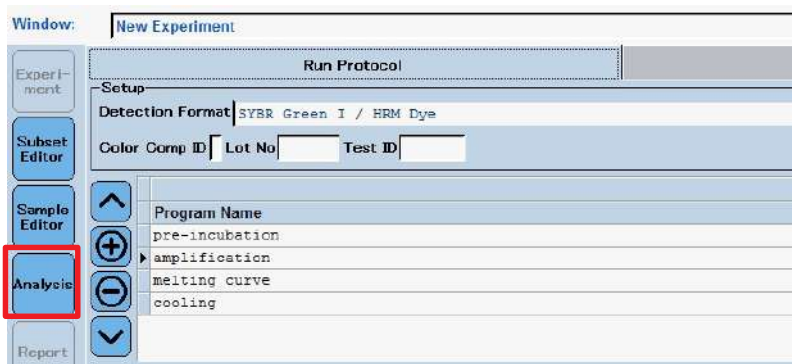 Window:
New Experiment
Experi-
ment
Subset
Editor
Sample
Editor
Analysis
Report
Run Protocol
Setup
Detection Format SYBR Green I / HRM Dye
Color Comp ID Lot No Test ID
Program Name
pre-incubation
amplification
melting curve
cooling